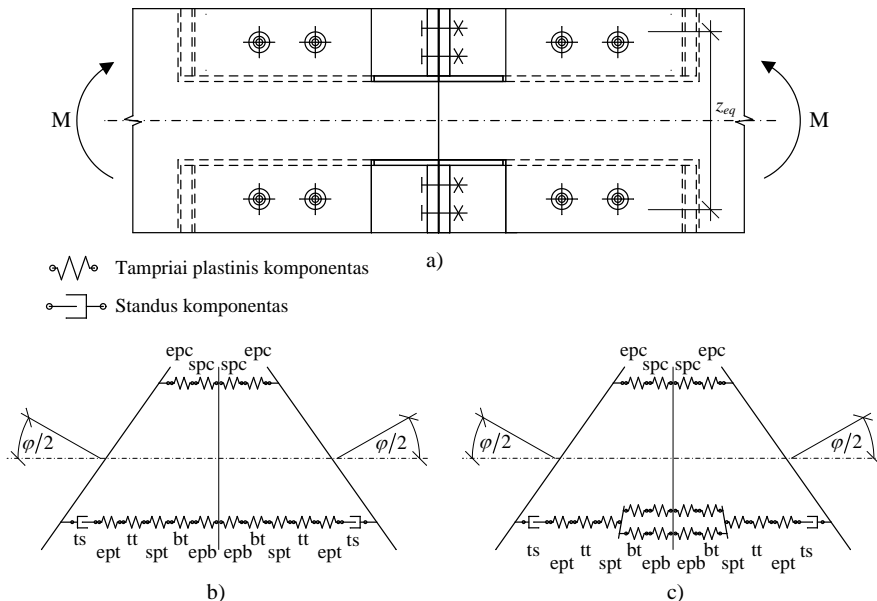 M
z_eq
M
a)
Tampriai plastinis komponentas
Standus komponentas
epc spc spc epc
φ/2
φ/2
ts ept tt spt bt epb epb bt spt tt ept ts
b)
epc spc spc epc
φ/2
φ/2
ts ept tt spt bt epb epb bt spt tt ept ts
c)